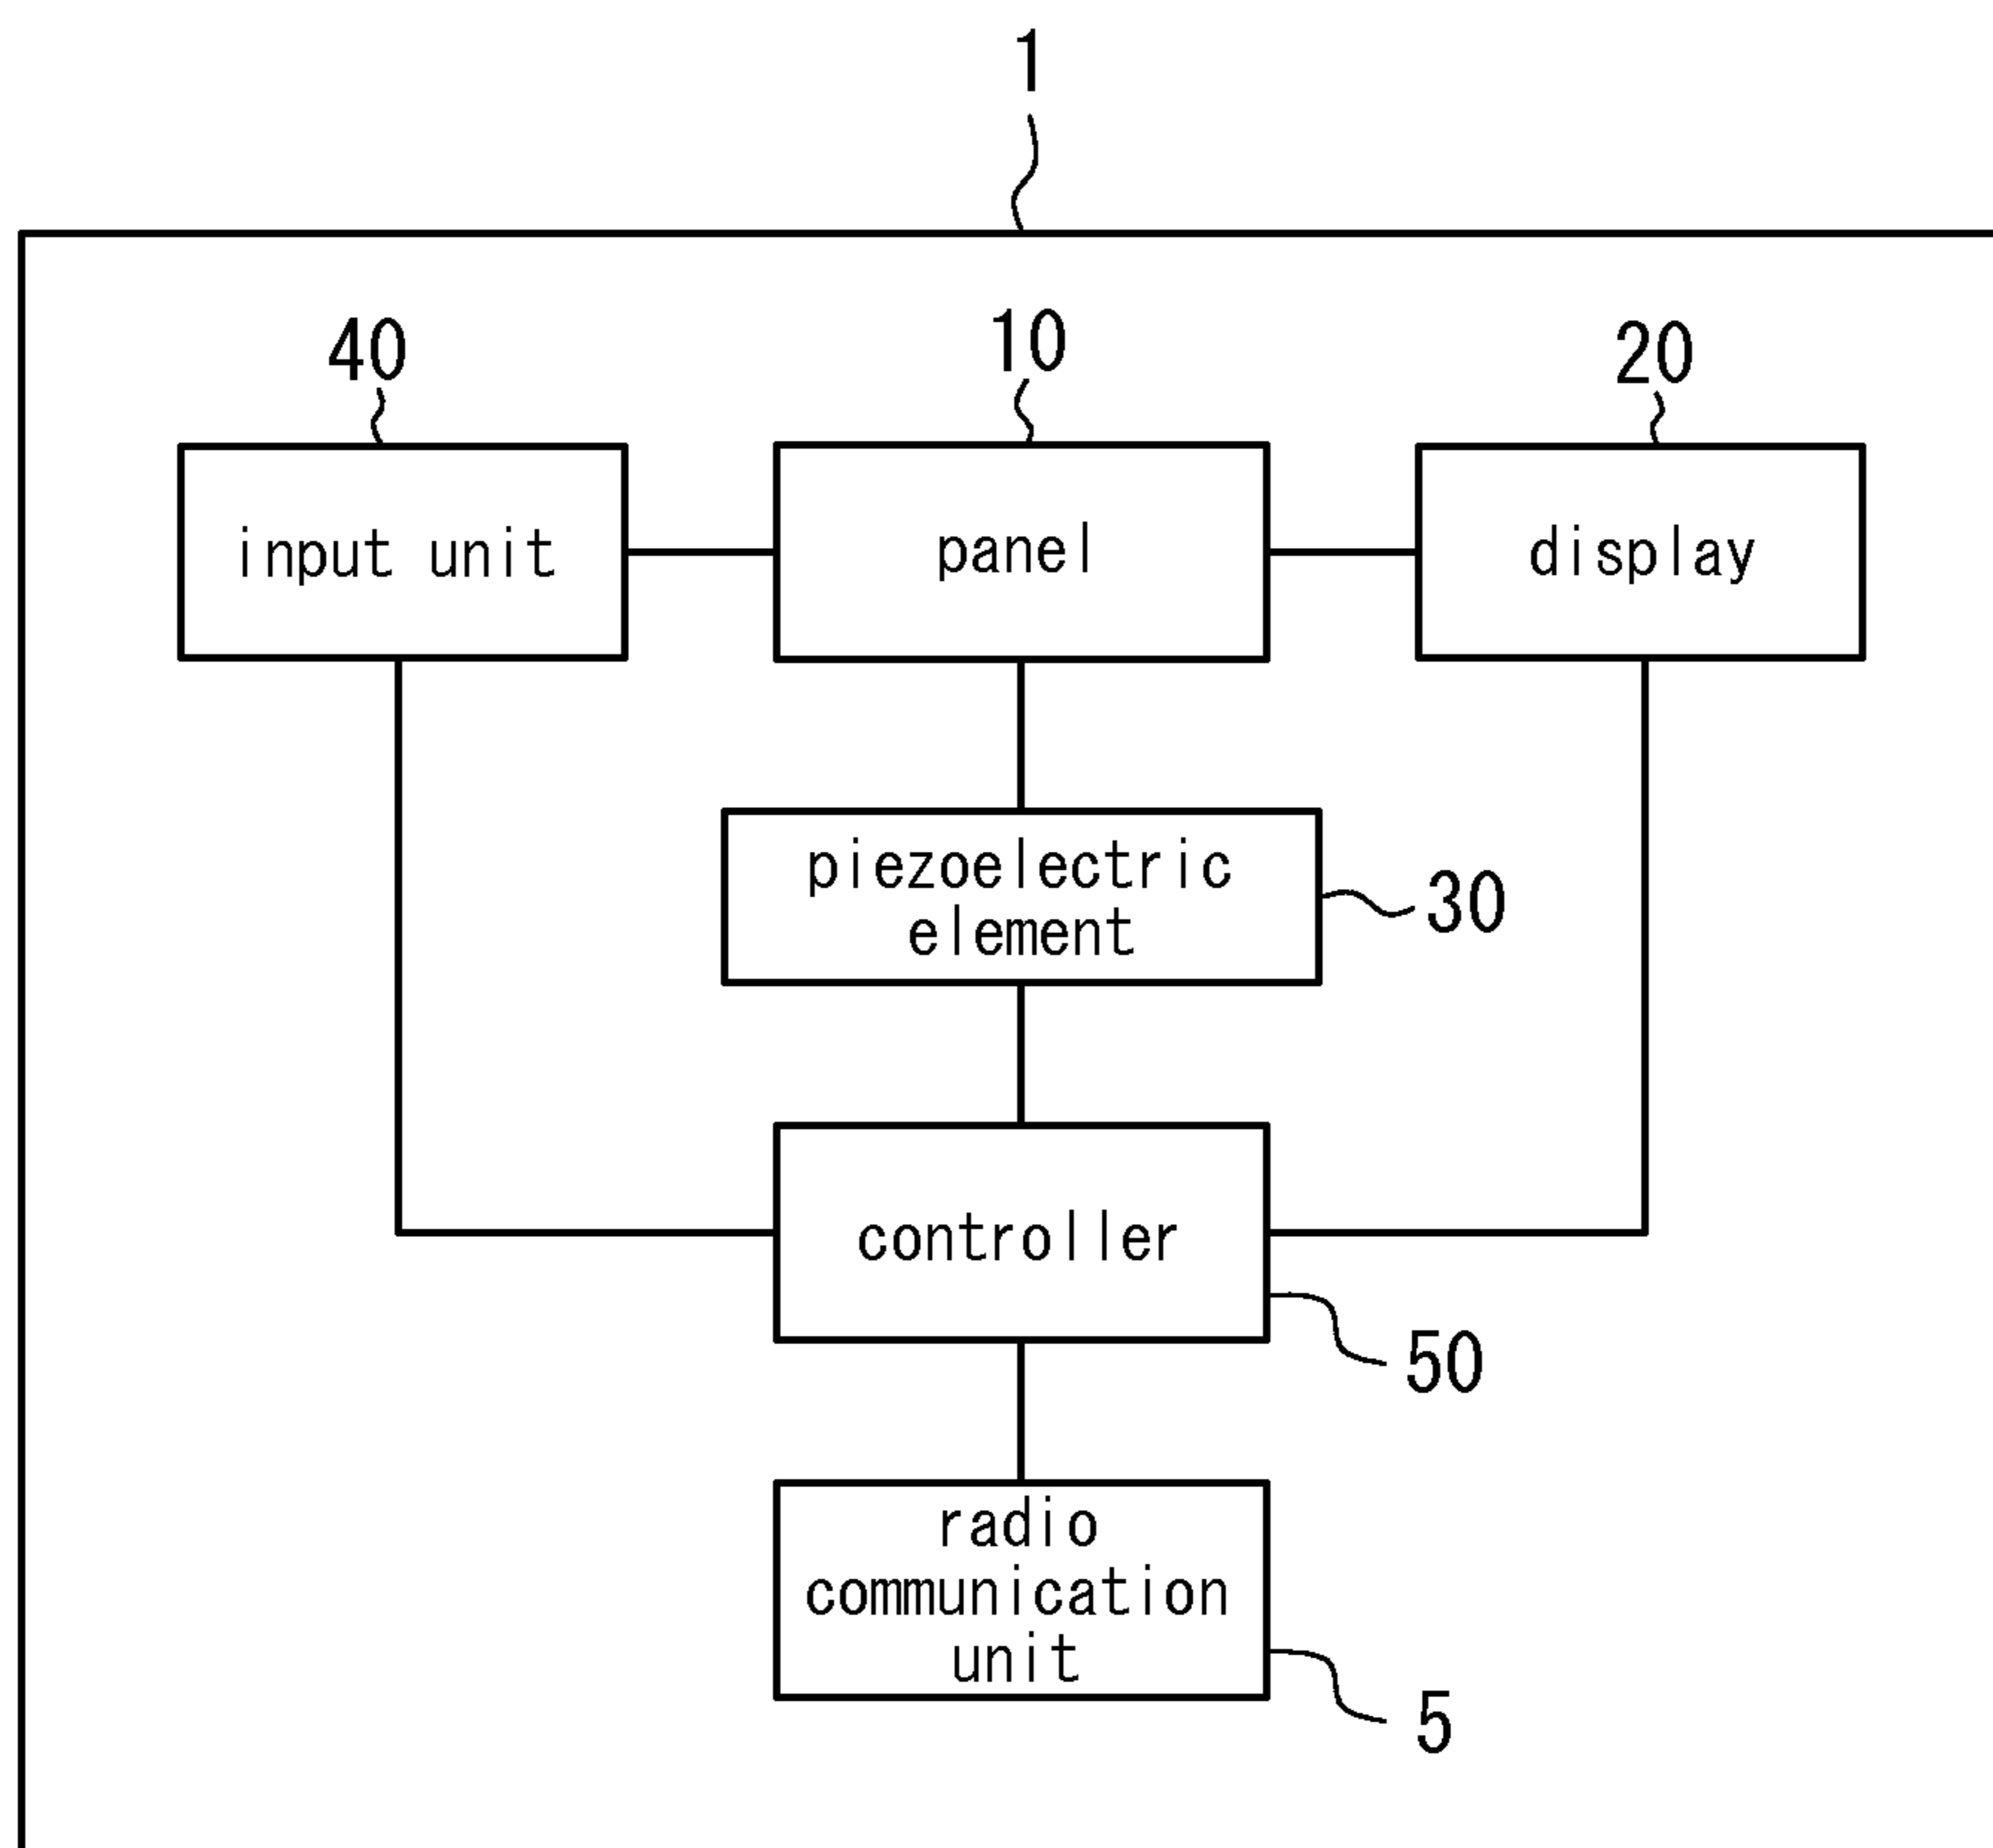 1
40
10
20
input unit
panel
display
piezoelectric
element
30
controller
50
radio
communication
unit
5